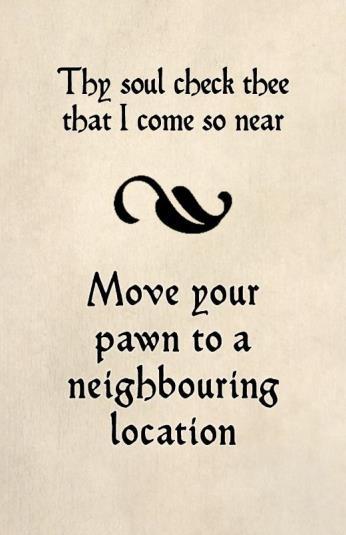 Thy soul check thee
that I come so near
Move your
pawn to a
neighbouring
location